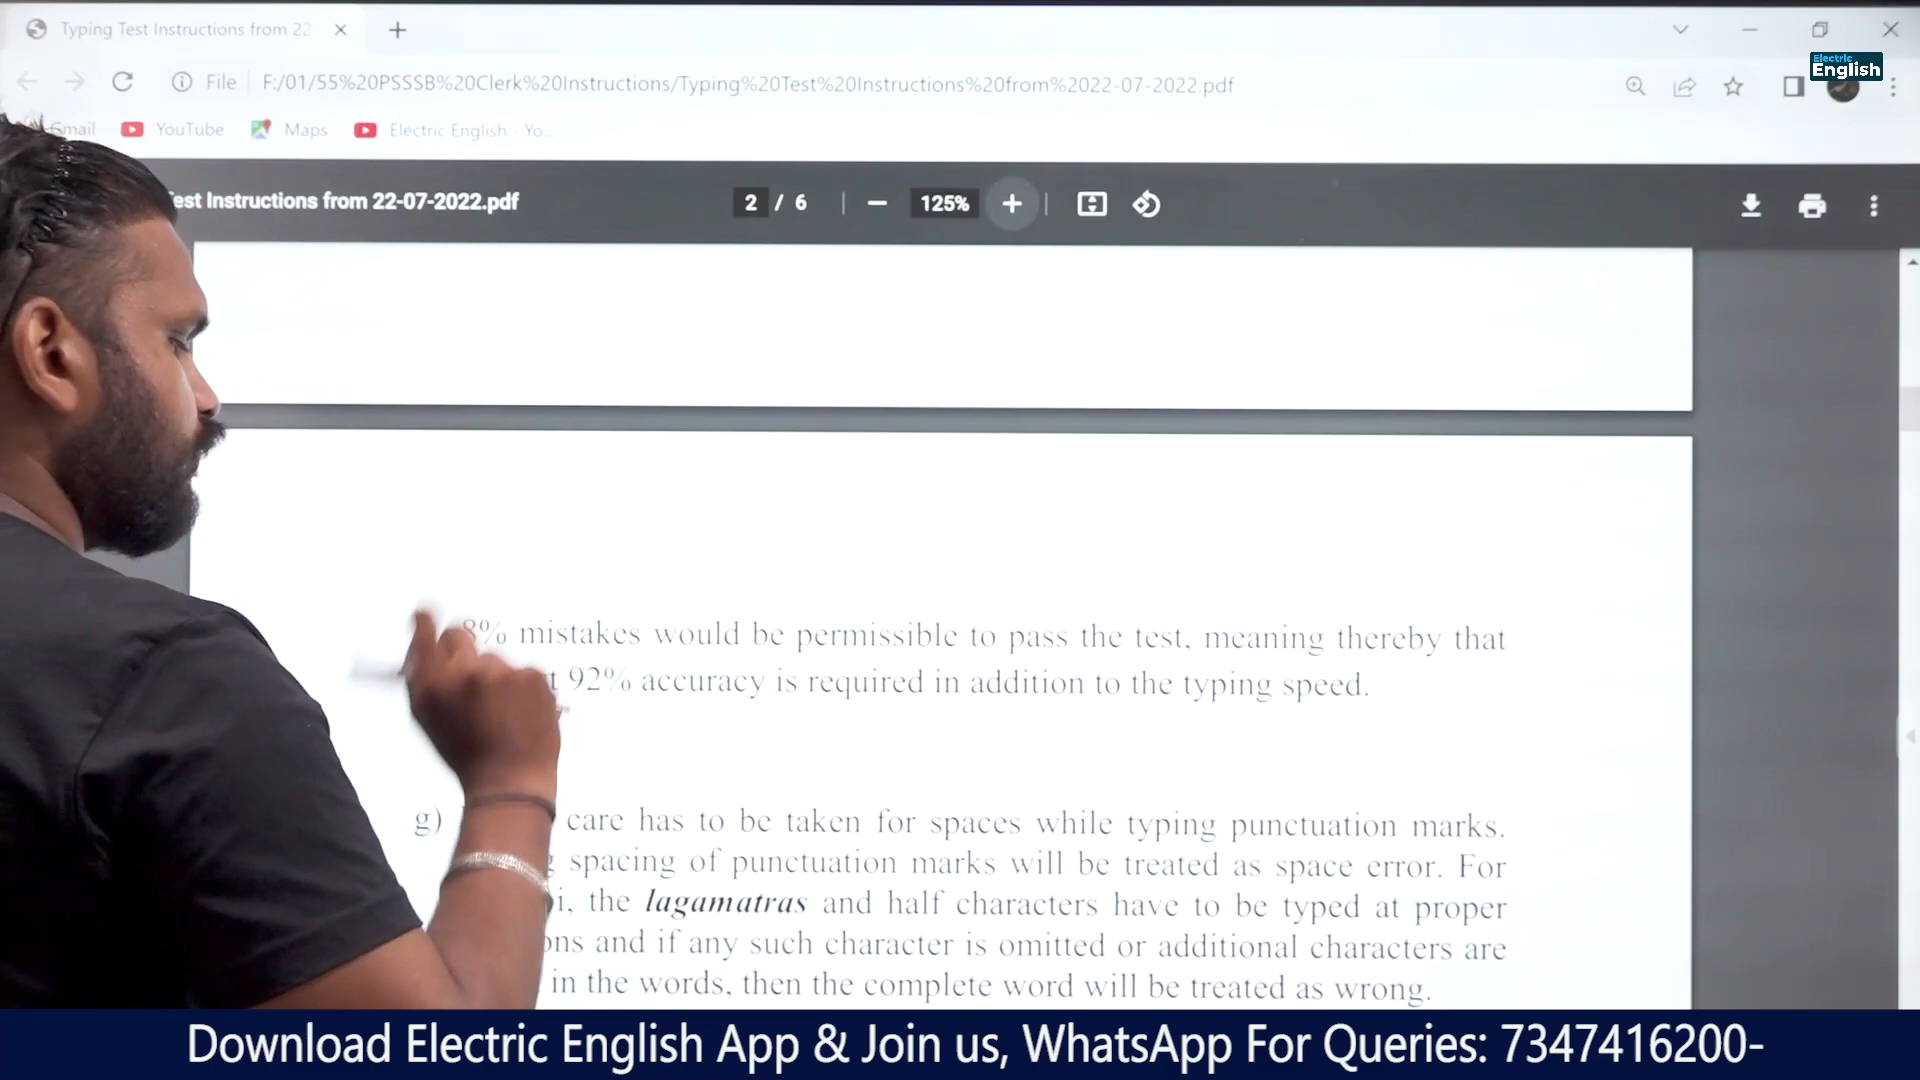 Typing Test Instructions from 22
File F:/01/55%20PSSSB%20Clerk%20Instructions/Typing%20Test%20Instructions%20from%2022-07-2022.pdf
Electric
English
Gmail YouTube Maps Electric English - Yo...
est Instructions from 22-07-2022.pdf 2 / 6 125%
8% mistakes would be permissible to pass the test, meaning thereby that
92% accuracy is required in addition to the typing speed.
g) care has to be taken for spaces while typing punctuation marks.
spacing of punctuation marks will be treated as space error. For
the lagamatras and half characters have to be typed at proper
and if any such character is omitted or additional characters are
in the words, then the complete word will be treated as wrong.
Download Electric English App & Join us, WhatsApp For Queries: 7347416200-